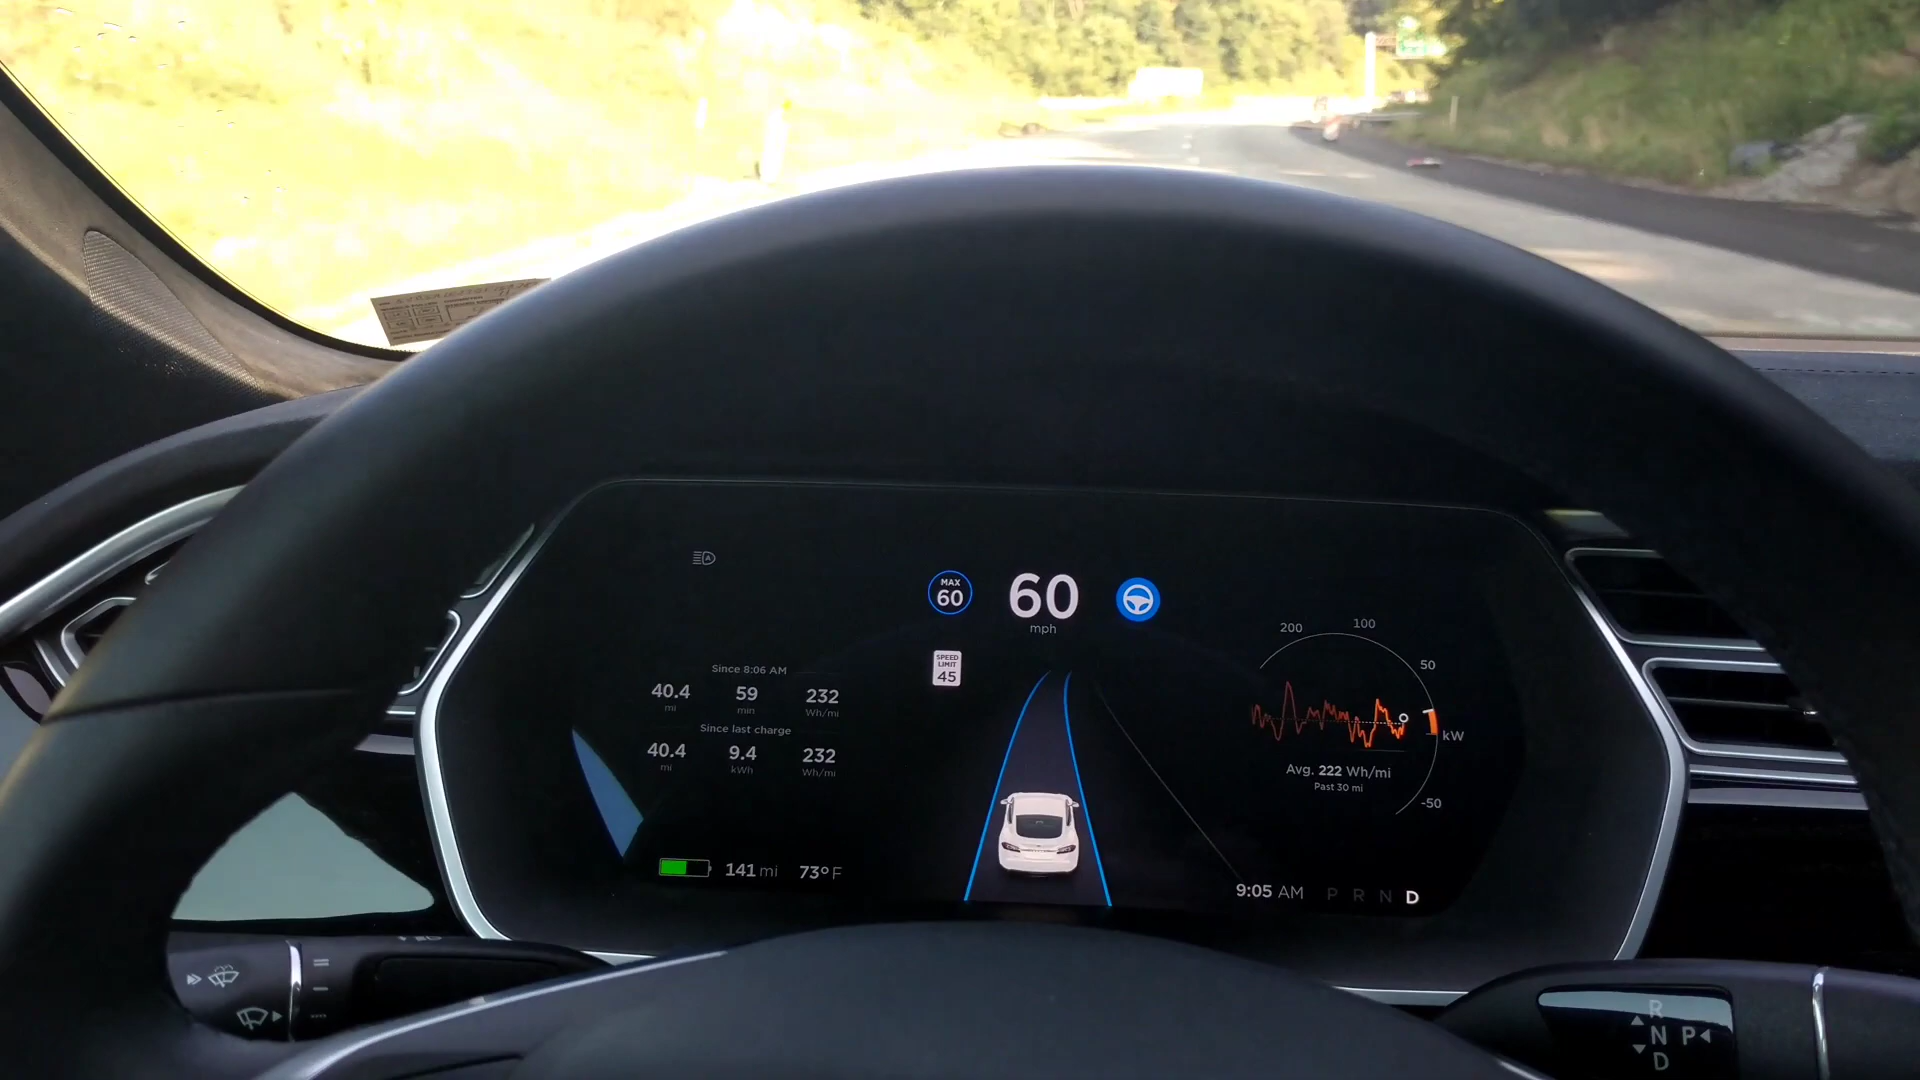 MAX
60
60
mph
SPEED
LIMIT
45
Since 8:06 AM
40.4 59 232
mi min Wh/mi
Since last charge
40.4 9.4 232
mi kWh Wh/mi
141 mi 73°F
200 100
50
kW
-50
Avg. 222 Wh/mi
Past 30 mi
9:05 AM P R N D
R
N P
D